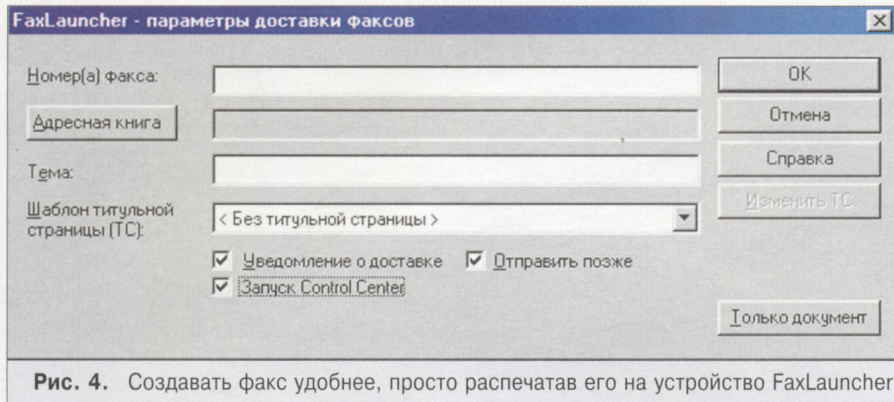 FaxLauncher - параметры доставки факсов
Номер(а) факса:
OK
Адресная книга
Отмена
Тема:
Справка
Шаблон титульной
страницы (ТС):
< Без титульной страницы >
Изменить ТС
Уведомление о доставке
Отправить позже
Запуск Control Center
Только документ
Рис. 4. Создавать факс удобнее, просто распечатав его на устройство FaxLauncher